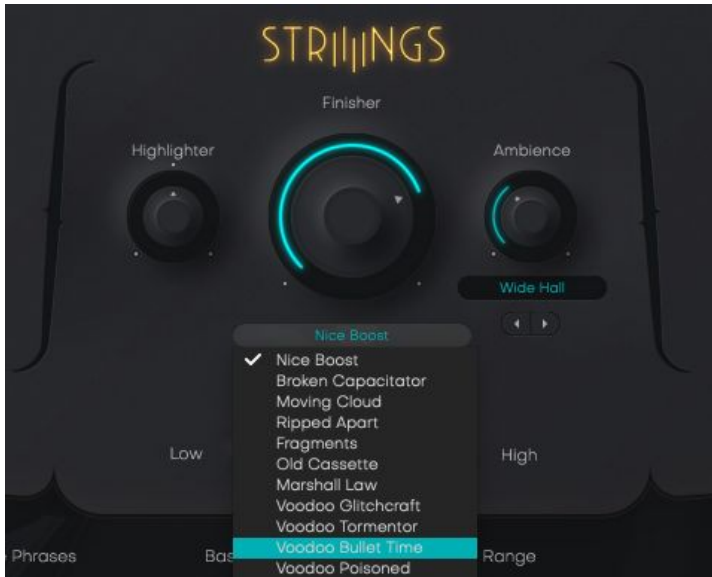 STRIIIINGS
Finisher
Highlighter
Ambience
Wide Hall
Nice Boost
Nice Boost
Broken Capacitator
Moving Cloud
Ripped Apart
Fragments
Low
High
Old Cassette
Marshall Law
Voodoo Glitchcraft
Voodoo Tormentor
Voodoo Bullet Time
Phrases
Bas
Range
Voodoo Poisoned